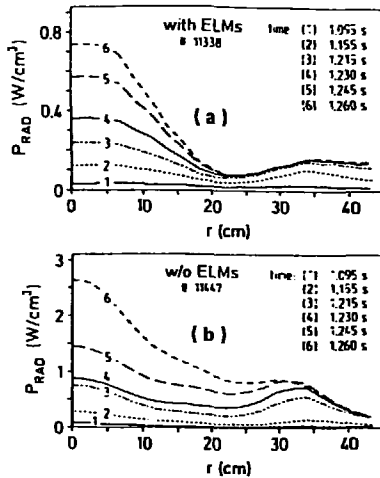 with ELMs
# 11338
Time: (1) 1.095 s
(2) 1.155 s
(3) 1.215 s
(4) 1.230 s
(5) 1.245 s
(6) 1.260 s
0.8
0.4
0
P_RAD (W/cm³)
6
5
4
3
2
1
(a)
0 10 20 30 40
r (cm)
w/o ELMs
# 11447
Time: (1) 1.095 s
(2) 1.155 s
(3) 1.215 s
(4) 1.230 s
(5) 1.245 s
(6) 1.260 s
3
2
1
0
P_RAD (W/cm³)
6
5
4
3
2
1
(b)
0 10 20 30 40
r (cm)